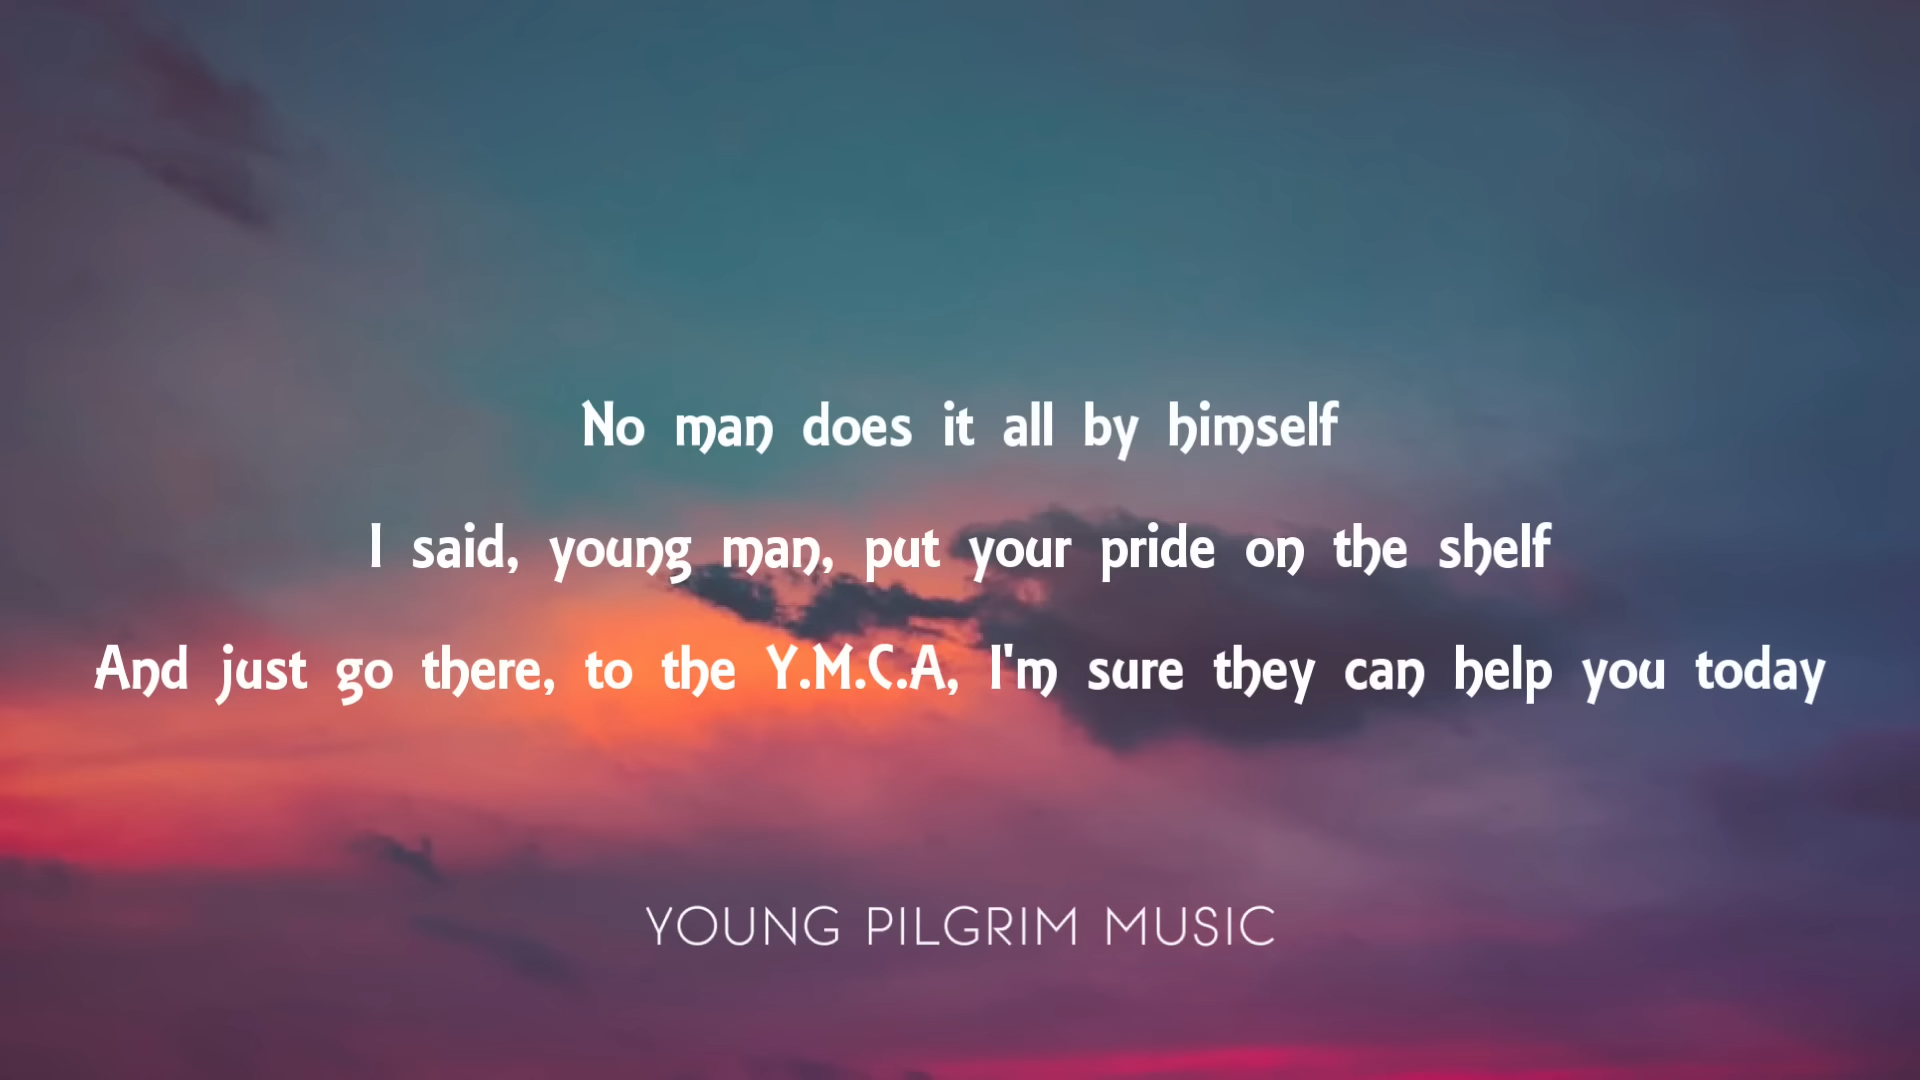 No man does it all by himself
I said, young man, put your pride on the shelf
And just go there, to the Y.M.C.A, I'm sure they can help you today
YOUNG PILGRIM MUSIC